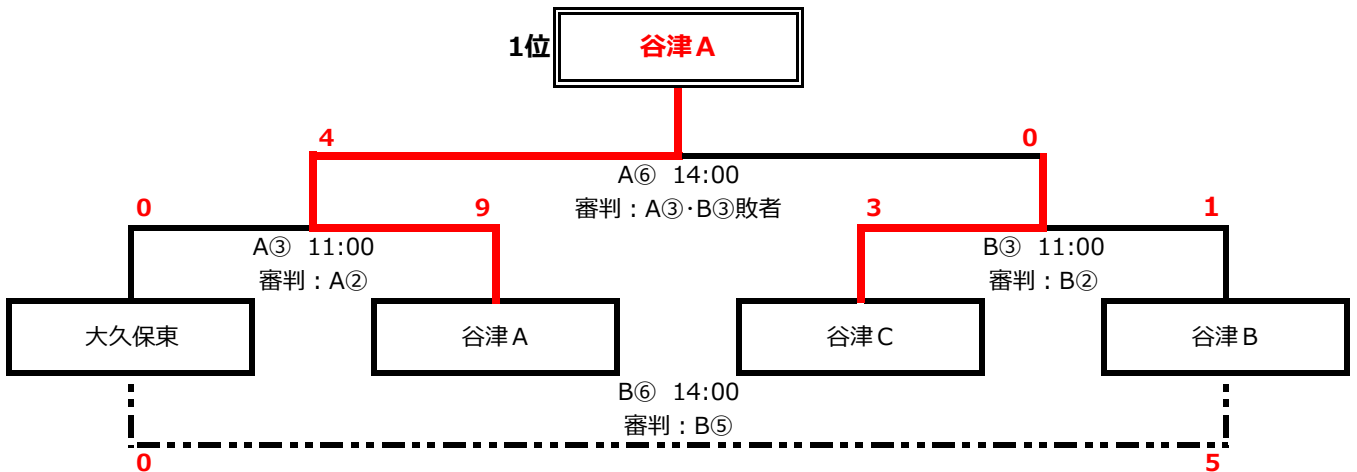 1位
谷津A
4
0
A⑥ 14:00
審判：A③･B③敗者
0
9
3
1
A③ 11:00
審判：A②
B③ 11:00
審判：B②
大久保東
谷津A
谷津C
谷津B
B⑥ 14:00
審判：B⑤
0
5